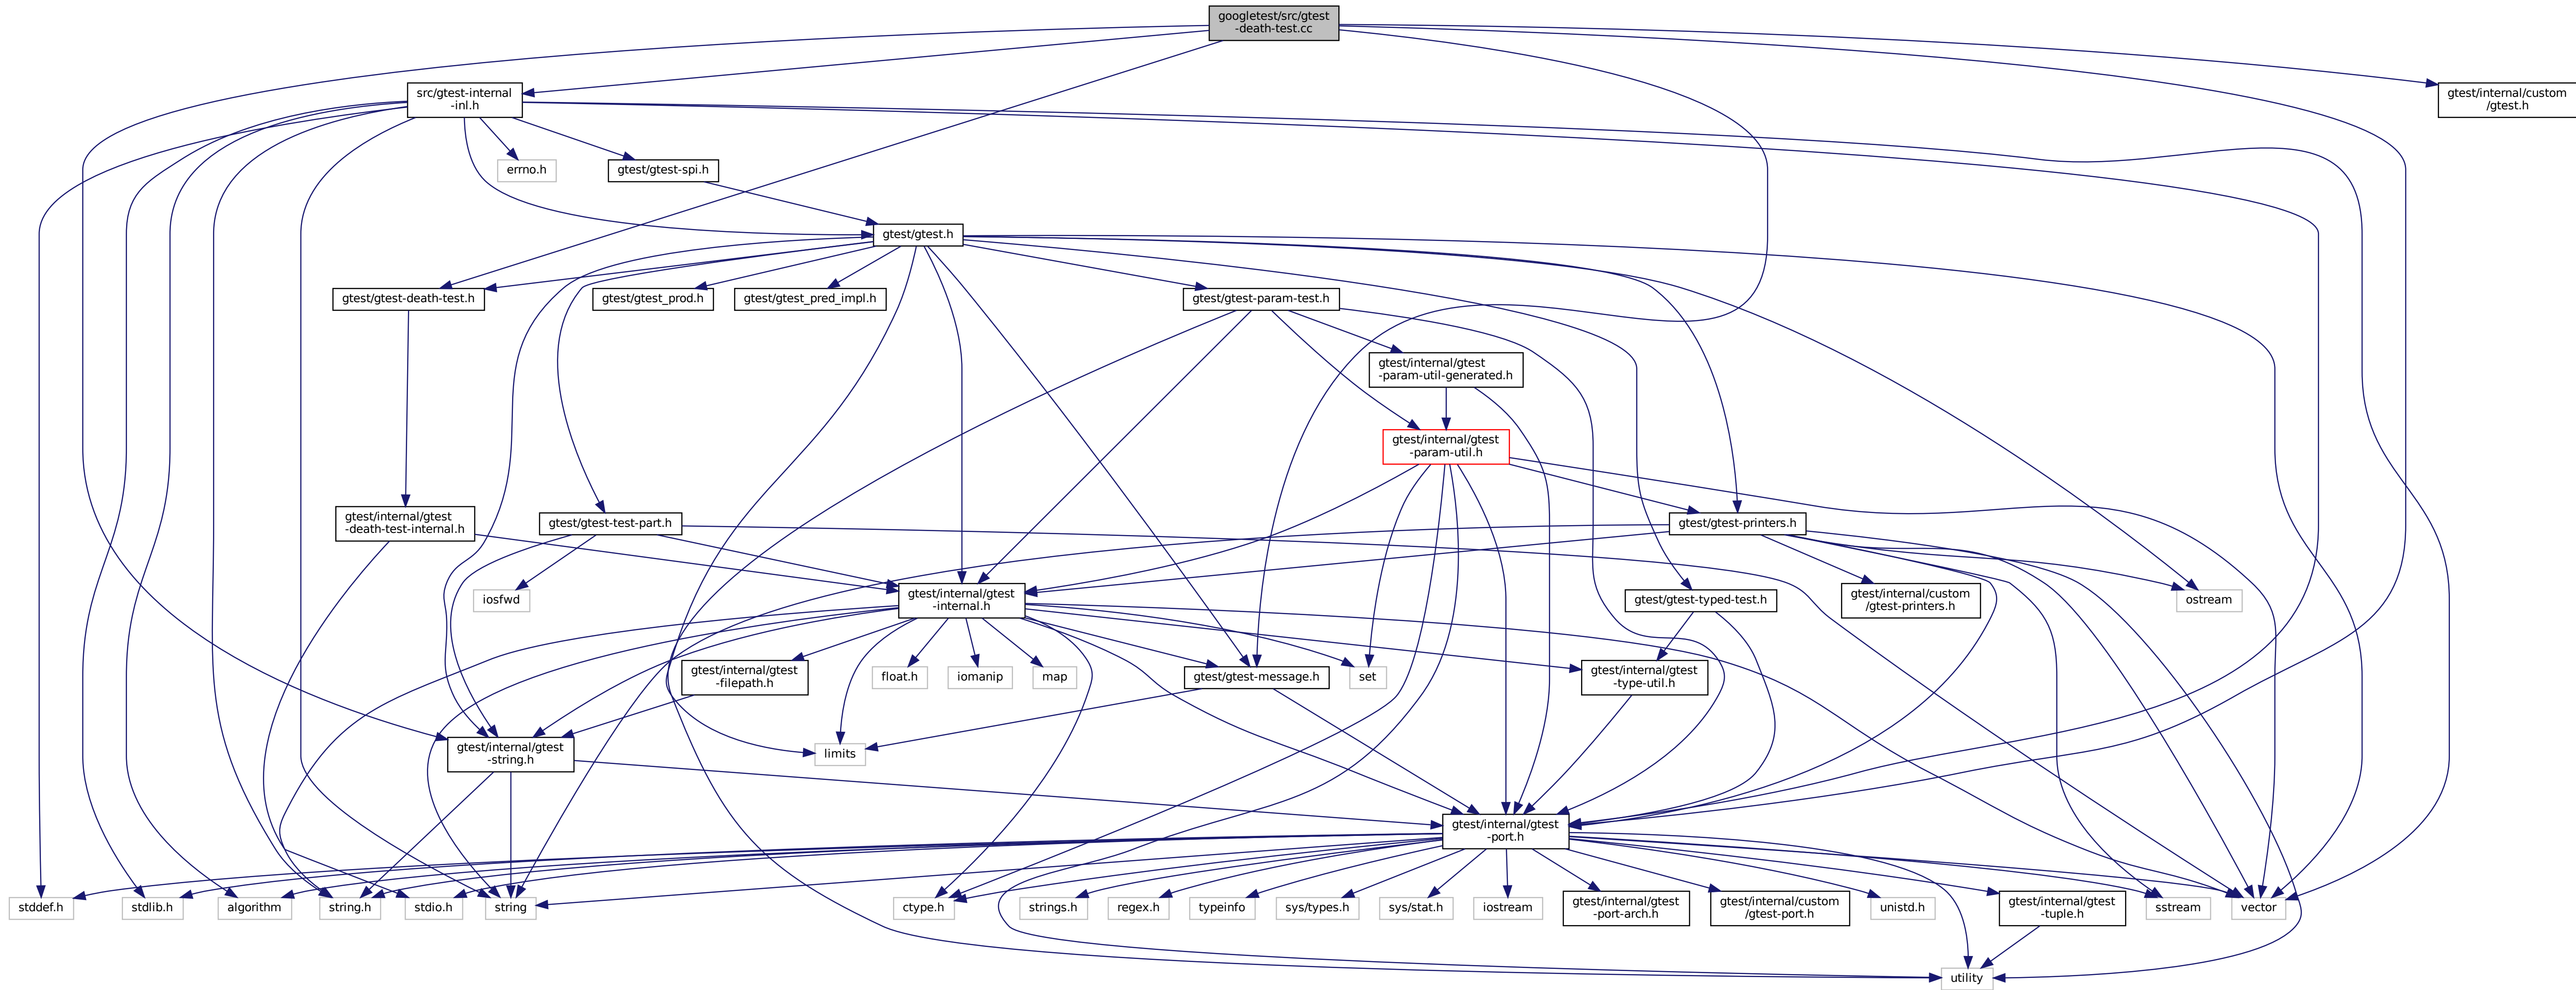 googletest/src/gtest
-death-test.cc
src/gtest-internal
-inl.h
gtest/internal/custom
/gtest.h
errno.h
gtest/gtest-spi.h
gtest/gtest.h
gtest/gtest-death-test.h
gtest/gtest_prod.h
gtest/gtest_pred_impl.h
gtest/gtest-param-test.h
gtest/internal/gtest
-param-util-generated.h
gtest/internal/gtest
-param-util.h
gtest/internal/gtest
-death-test-internal.h
gtest/gtest-test-part.h
gtest/gtest-printers.h
iosfwd
gtest/internal/gtest
-internal.h
gtest/gtest-typed-test.h
gtest/internal/custom
/gtest-printers.h
ostream
gtest/internal/gtest
-filepath.h
float.h
iomanip
map
gtest/gtest-message.h
set
gtest/internal/gtest
-type-util.h
gtest/internal/gtest
-string.h
limits
gtest/internal/gtest
-port.h
stddef.h
stdlib.h
algorithm
string.h
stdio.h
string
ctype.h
strings.h
regex.h
typeinfo
sys/types.h
sys/stat.h
iostream
gtest/internal/gtest
-port-arch.h
gtest/internal/custom
/gtest-port.h
unistd.h
gtest/internal/gtest
-tuple.h
sstream
vector
utility